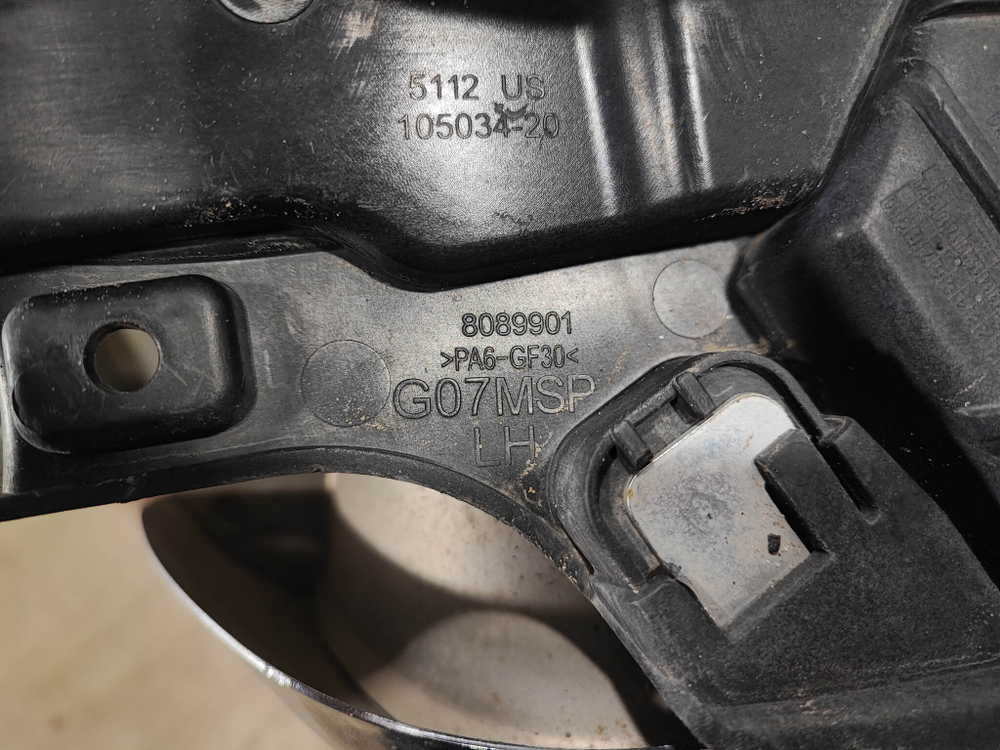 5112 US
105034-20
8089901
>PA6-GF30<
G07MSP
LH